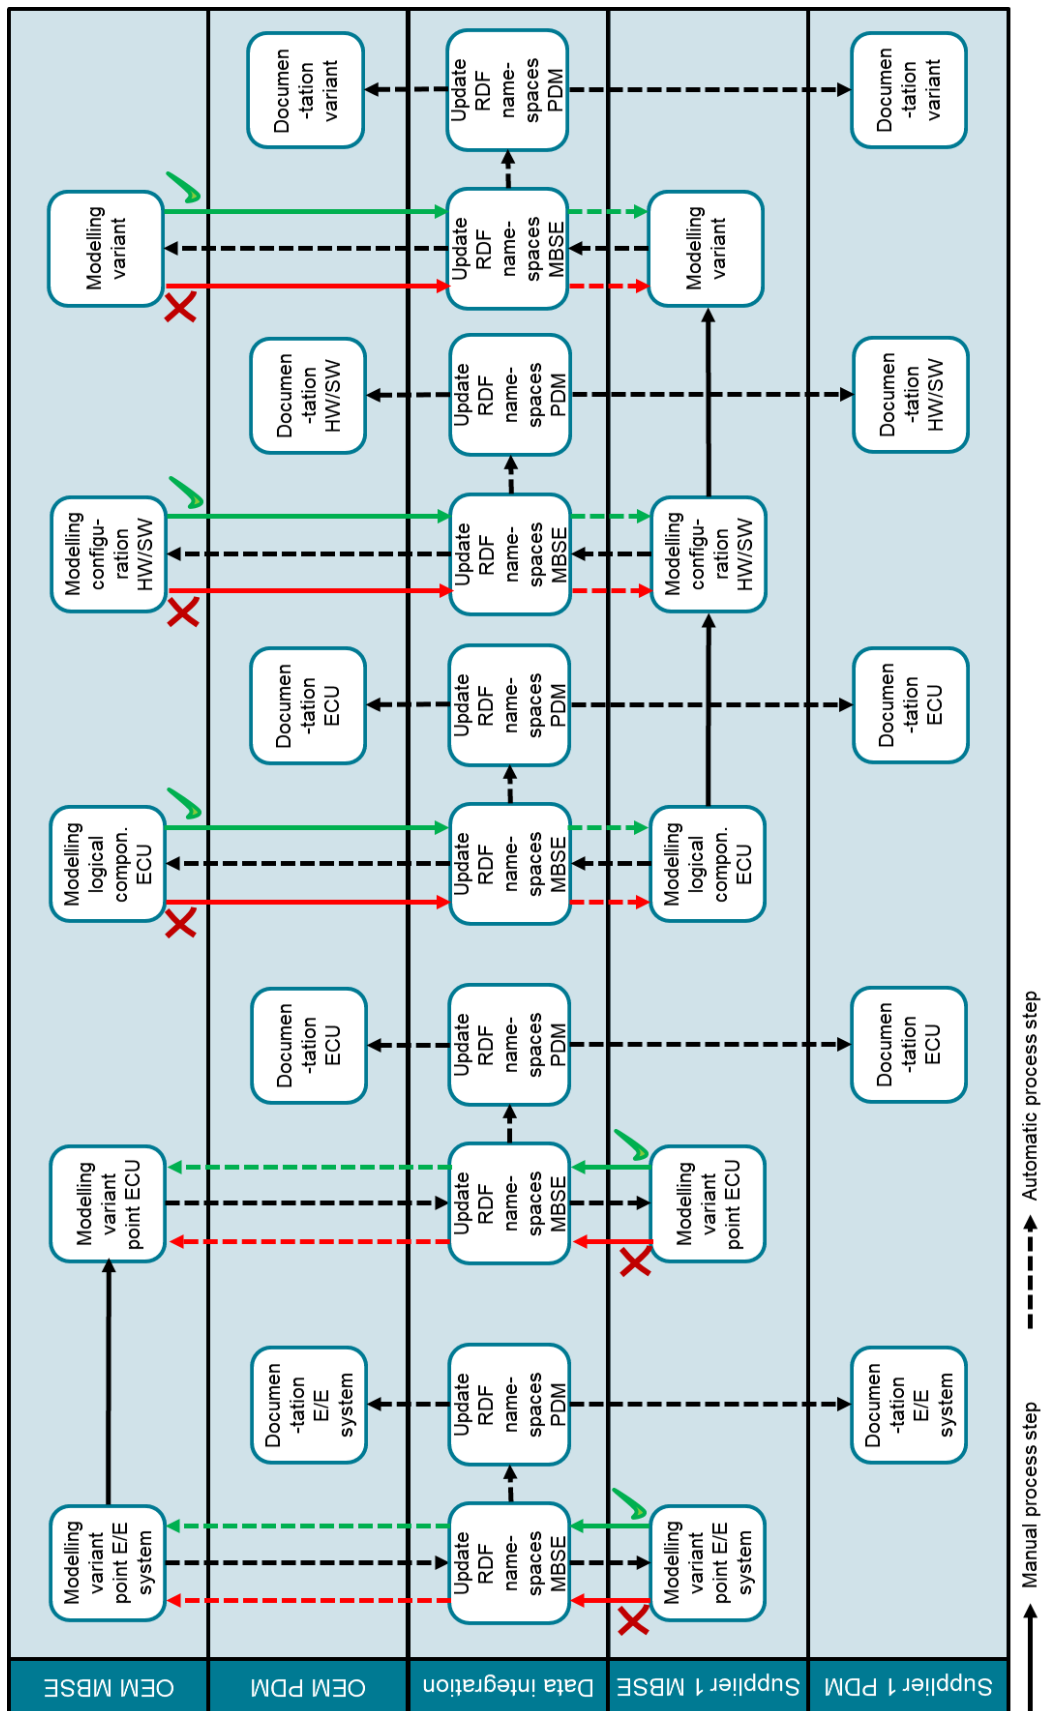 OEM MBSE
Modelling
variant
point E/E
system
Modelling
variant
point ECU
Modelling
logical
compon.
ECU
Modelling
configu-
ration
HW/SW
Modelling
variant
OEM PDM
Documen
-tation
E/E
system
Documen
-tation
ECU
Documen
-tation
ECU
Documen
-tation
HW/SW
Documen
-tation
variant
Data integration
Update
RDF
name-
spaces
MBSE
Update
RDF
name-
spaces
PDM
Update
RDF
name-
spaces
MBSE
Update
RDF
name-
spaces
PDM
Update
RDF
name-
spaces
MBSE
Update
RDF
name-
spaces
PDM
Update
RDF
name-
spaces
MBSE
Update
RDF
name-
spaces
PDM
Update
RDF
name-
spaces
MBSE
Update
RDF
name-
spaces
PDM
Supplier 1 MBSE
Modelling
variant
point E/E
system
Modelling
variant
point ECU
Modelling
logical
compon.
ECU
Modelling
configu-
ration
HW/SW
Modelling
variant
Supplier 1 PDM
Documen
-tation
E/E
system
Documen
-tation
ECU
Documen
-tation
ECU
Documen
-tation
HW/SW
Documen
-tation
variant
Manual process step
Automatic process step